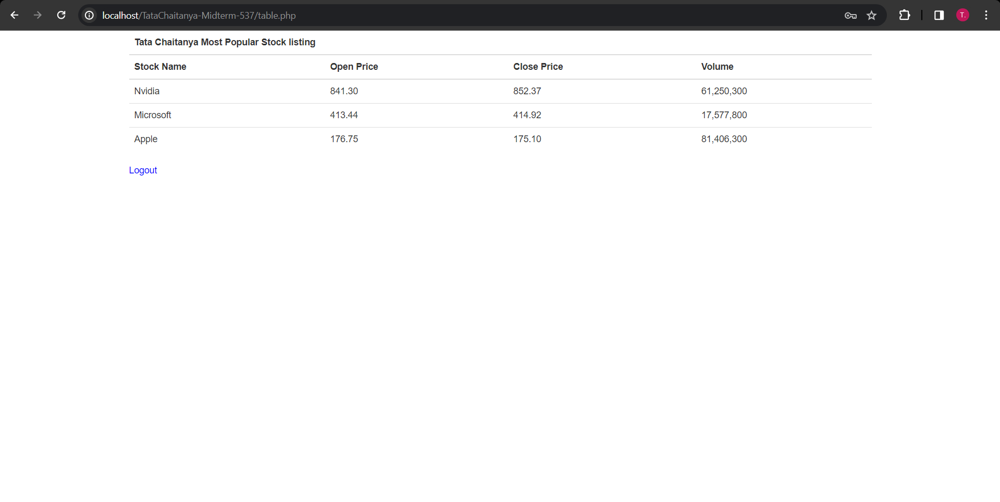 localhost/TataChaitanya-Midterm-537/table.php
T.
Tata Chaitanya Most Popular Stock listing
Stock Name Open Price Close Price Volume
Nvidia 841.30 852.37 61,250,300
Microsoft 413.44 414.92 17,577,800
Apple 176.75 175.10 81,406,300
Logout